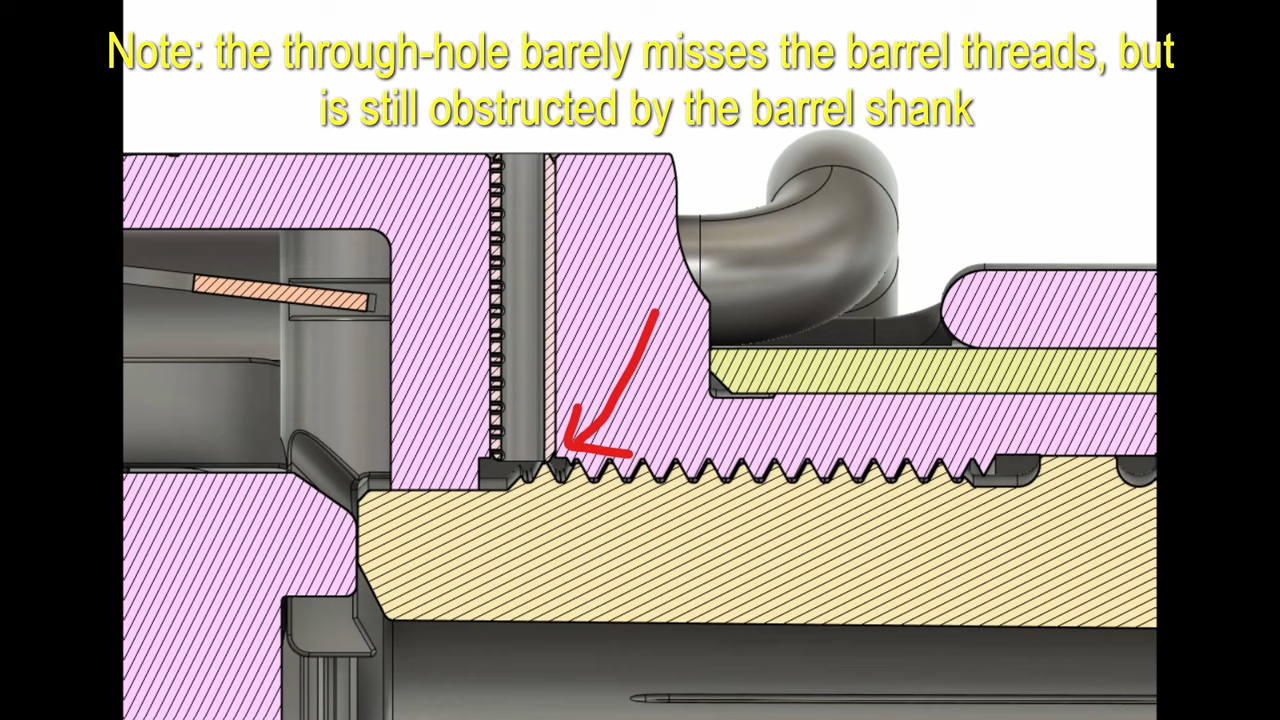 Note: the through-hole barely misses the barrel threads, but
is still obstructed by the barrel shank